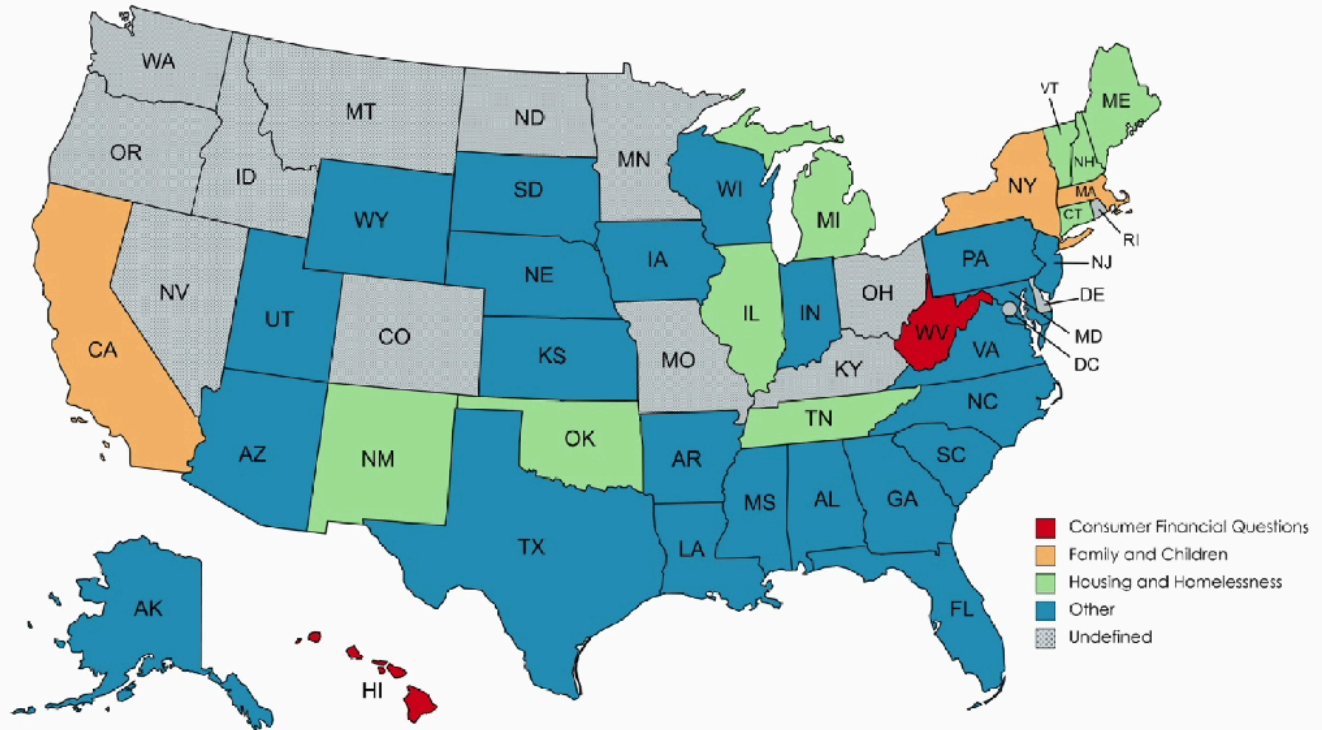 WA
MT
ND
MN
OR
ID
SD
WI
WY
MI
VT
ME
NH
NY
MA
CT
RI
IA
NE
PA
NJ
NV
UT
CO
IL
IN
OH
DE
WV
MD
DC
CA
KS
MO
KY
VA
AZ
NM
OK
TN
NC
AR
SC
TX
MS
AL
GA
LA
FL
AK
HI
Consumer Financial Questions
Family and Children
Housing and Homelessness
Other
Undefined